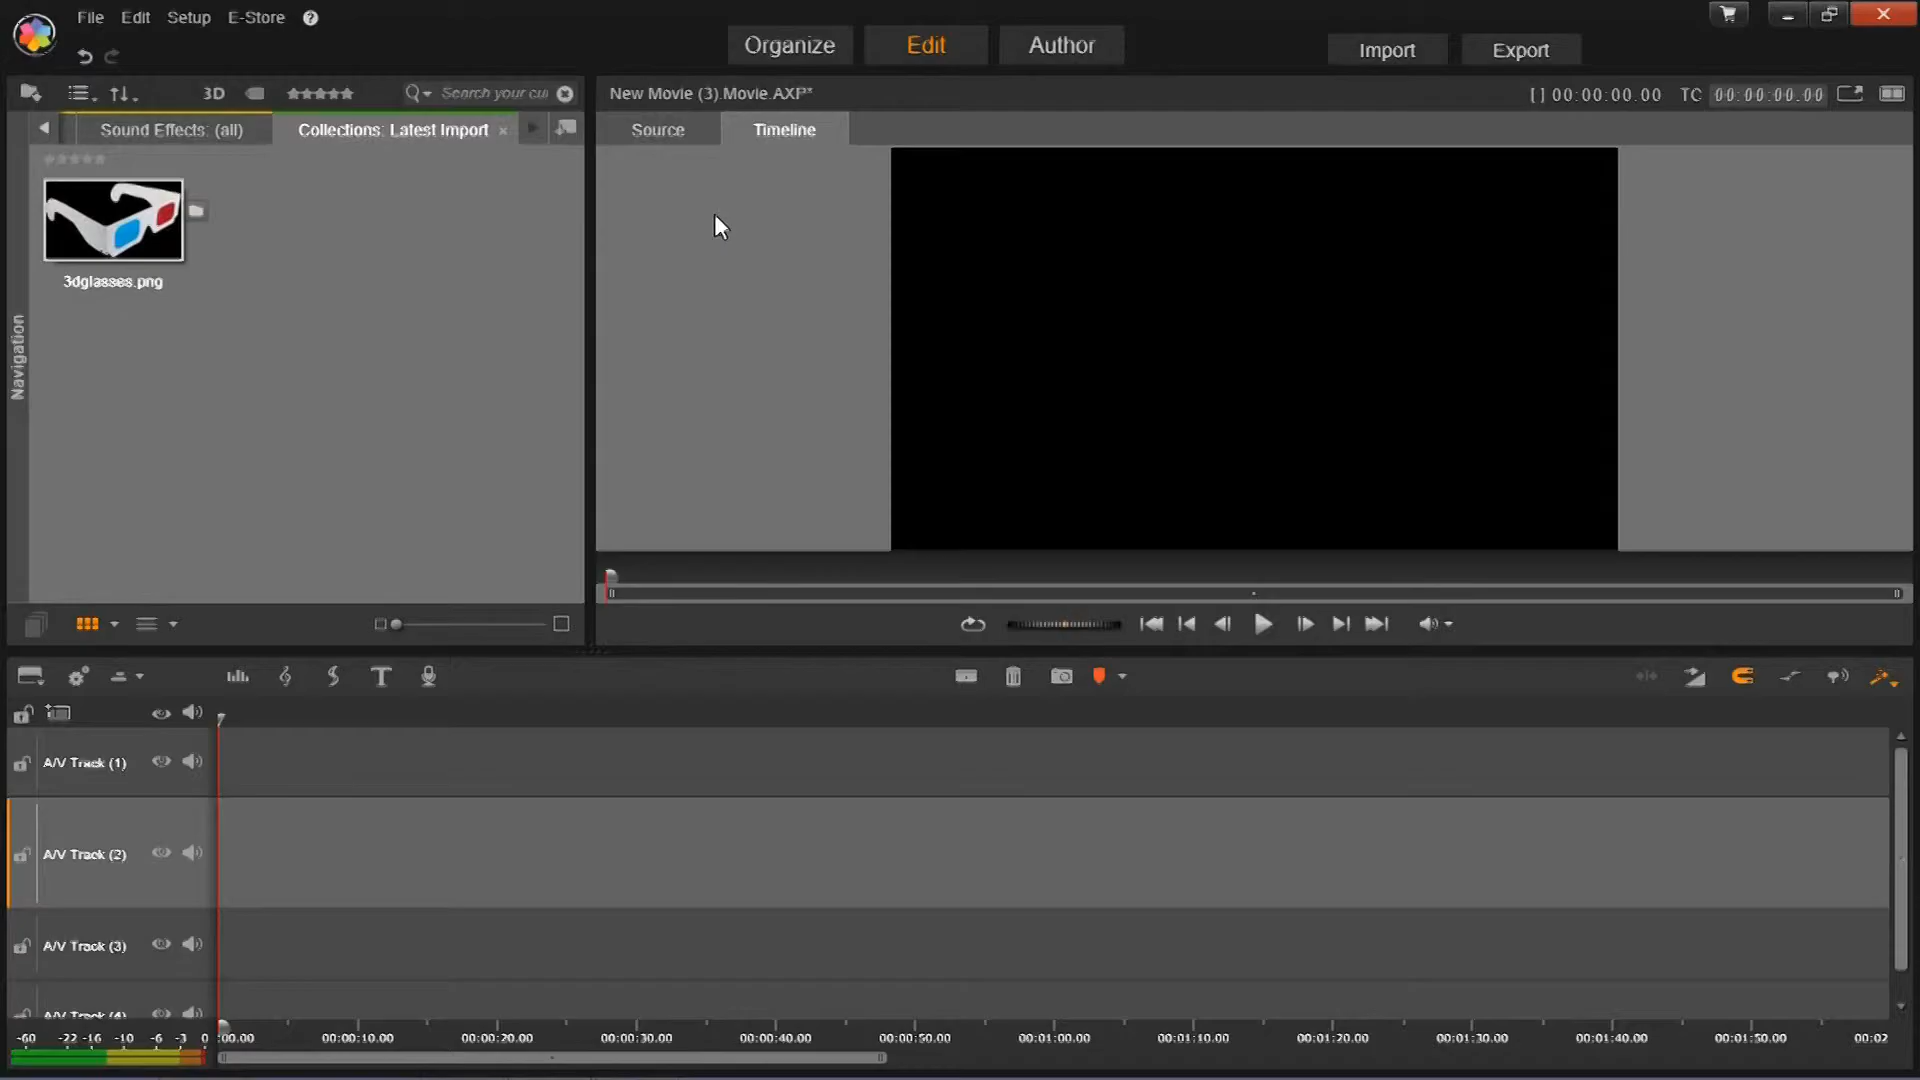 File Edit Setup E-Store ?
Organize Edit Author Import Export
3D Search your cur
New Movie (3).Movie.AXP*
[ ] 00:00:00.00 TC 00:00:00.00
Sound Effects: (all) Collections: Latest Import ×
Source Timeline
3dglasses.png
Navigation
A/V Track (1)
A/V Track (2)
A/V Track (3)
A/V Track (4)
-60 -22 -16 -10 -6 -3 0
:00.00 00:00:10.00 00:00:20.00 00:00:30.00 00:00:40.00 00:00:50.00 00:01:00.00 00:01:10.00 00:01:20.00 00:01:30.00 00:01:40.00 00:01:50.00 00:02